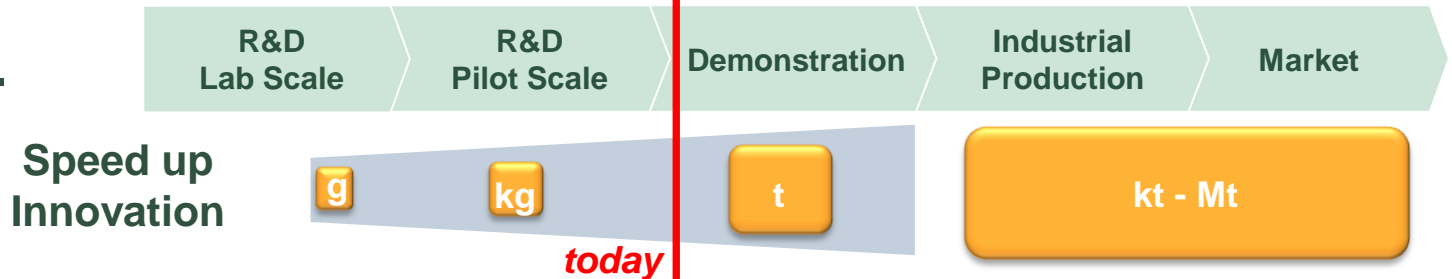 R&D
Lab Scale
R&D
Pilot Scale
Demonstration
Industrial
Production
Market
Speed up
Innovation
g
kg
t
kt - Mt
today